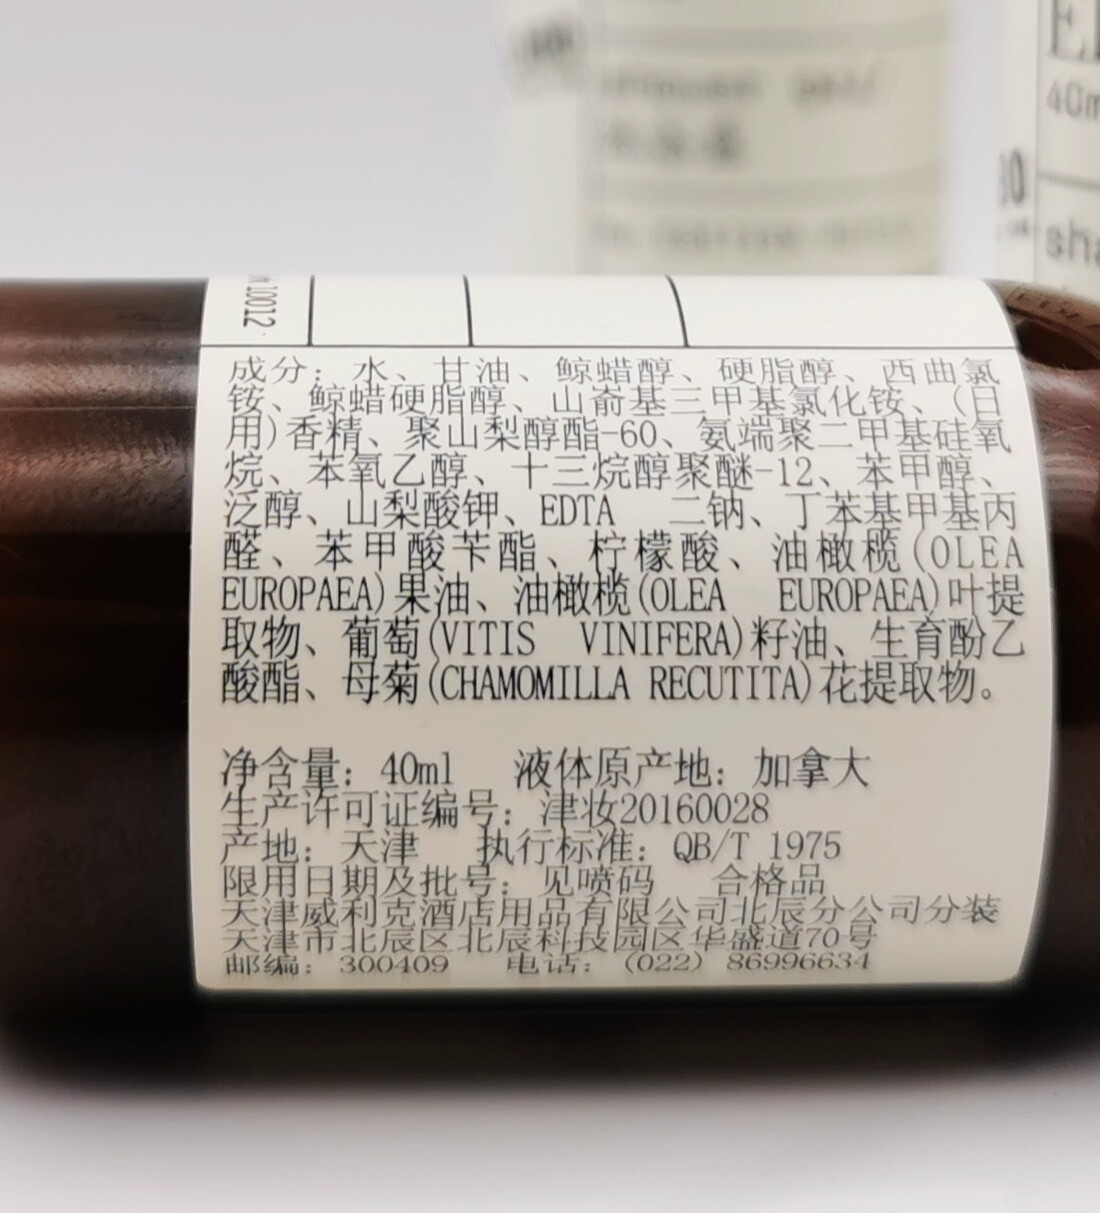 10012
成分：水、甘油、鲸蜡醇、硬脂醇、西曲氯
铵、鲸蜡硬脂醇、山嵛基三甲基氯化铵、(日
用)香精、聚山梨醇酯-60、氨端聚二甲基硅氧
烷、苯氧乙醇、十三烷醇聚醚-12、苯甲醇、
泛醇、山梨酸钾、EDTA 二钠、丁苯基甲基丙
醛、苯甲酸苄酯、柠檬酸、油橄榄(OLEA
EUROPAEA)果油、油橄榄(OLEA EUROPAEA)叶提
取物、葡萄(VITIS VINIFERA)籽油、生育酚乙
酸酯、母菊(CHAMOMILLA RECUTITA)花提取物。
净含量：40ml 液体原产地：加拿大
生产许可证编号：津妆20160028
产地：天津 执行标准：QB/T 1975
限用日期及批号：见喷码 合格品
天津威利克酒店用品有限公司北辰分公司分装
天津市北辰区北辰科技园区华盛道70号
邮编：300409 电话：(022) 86996634